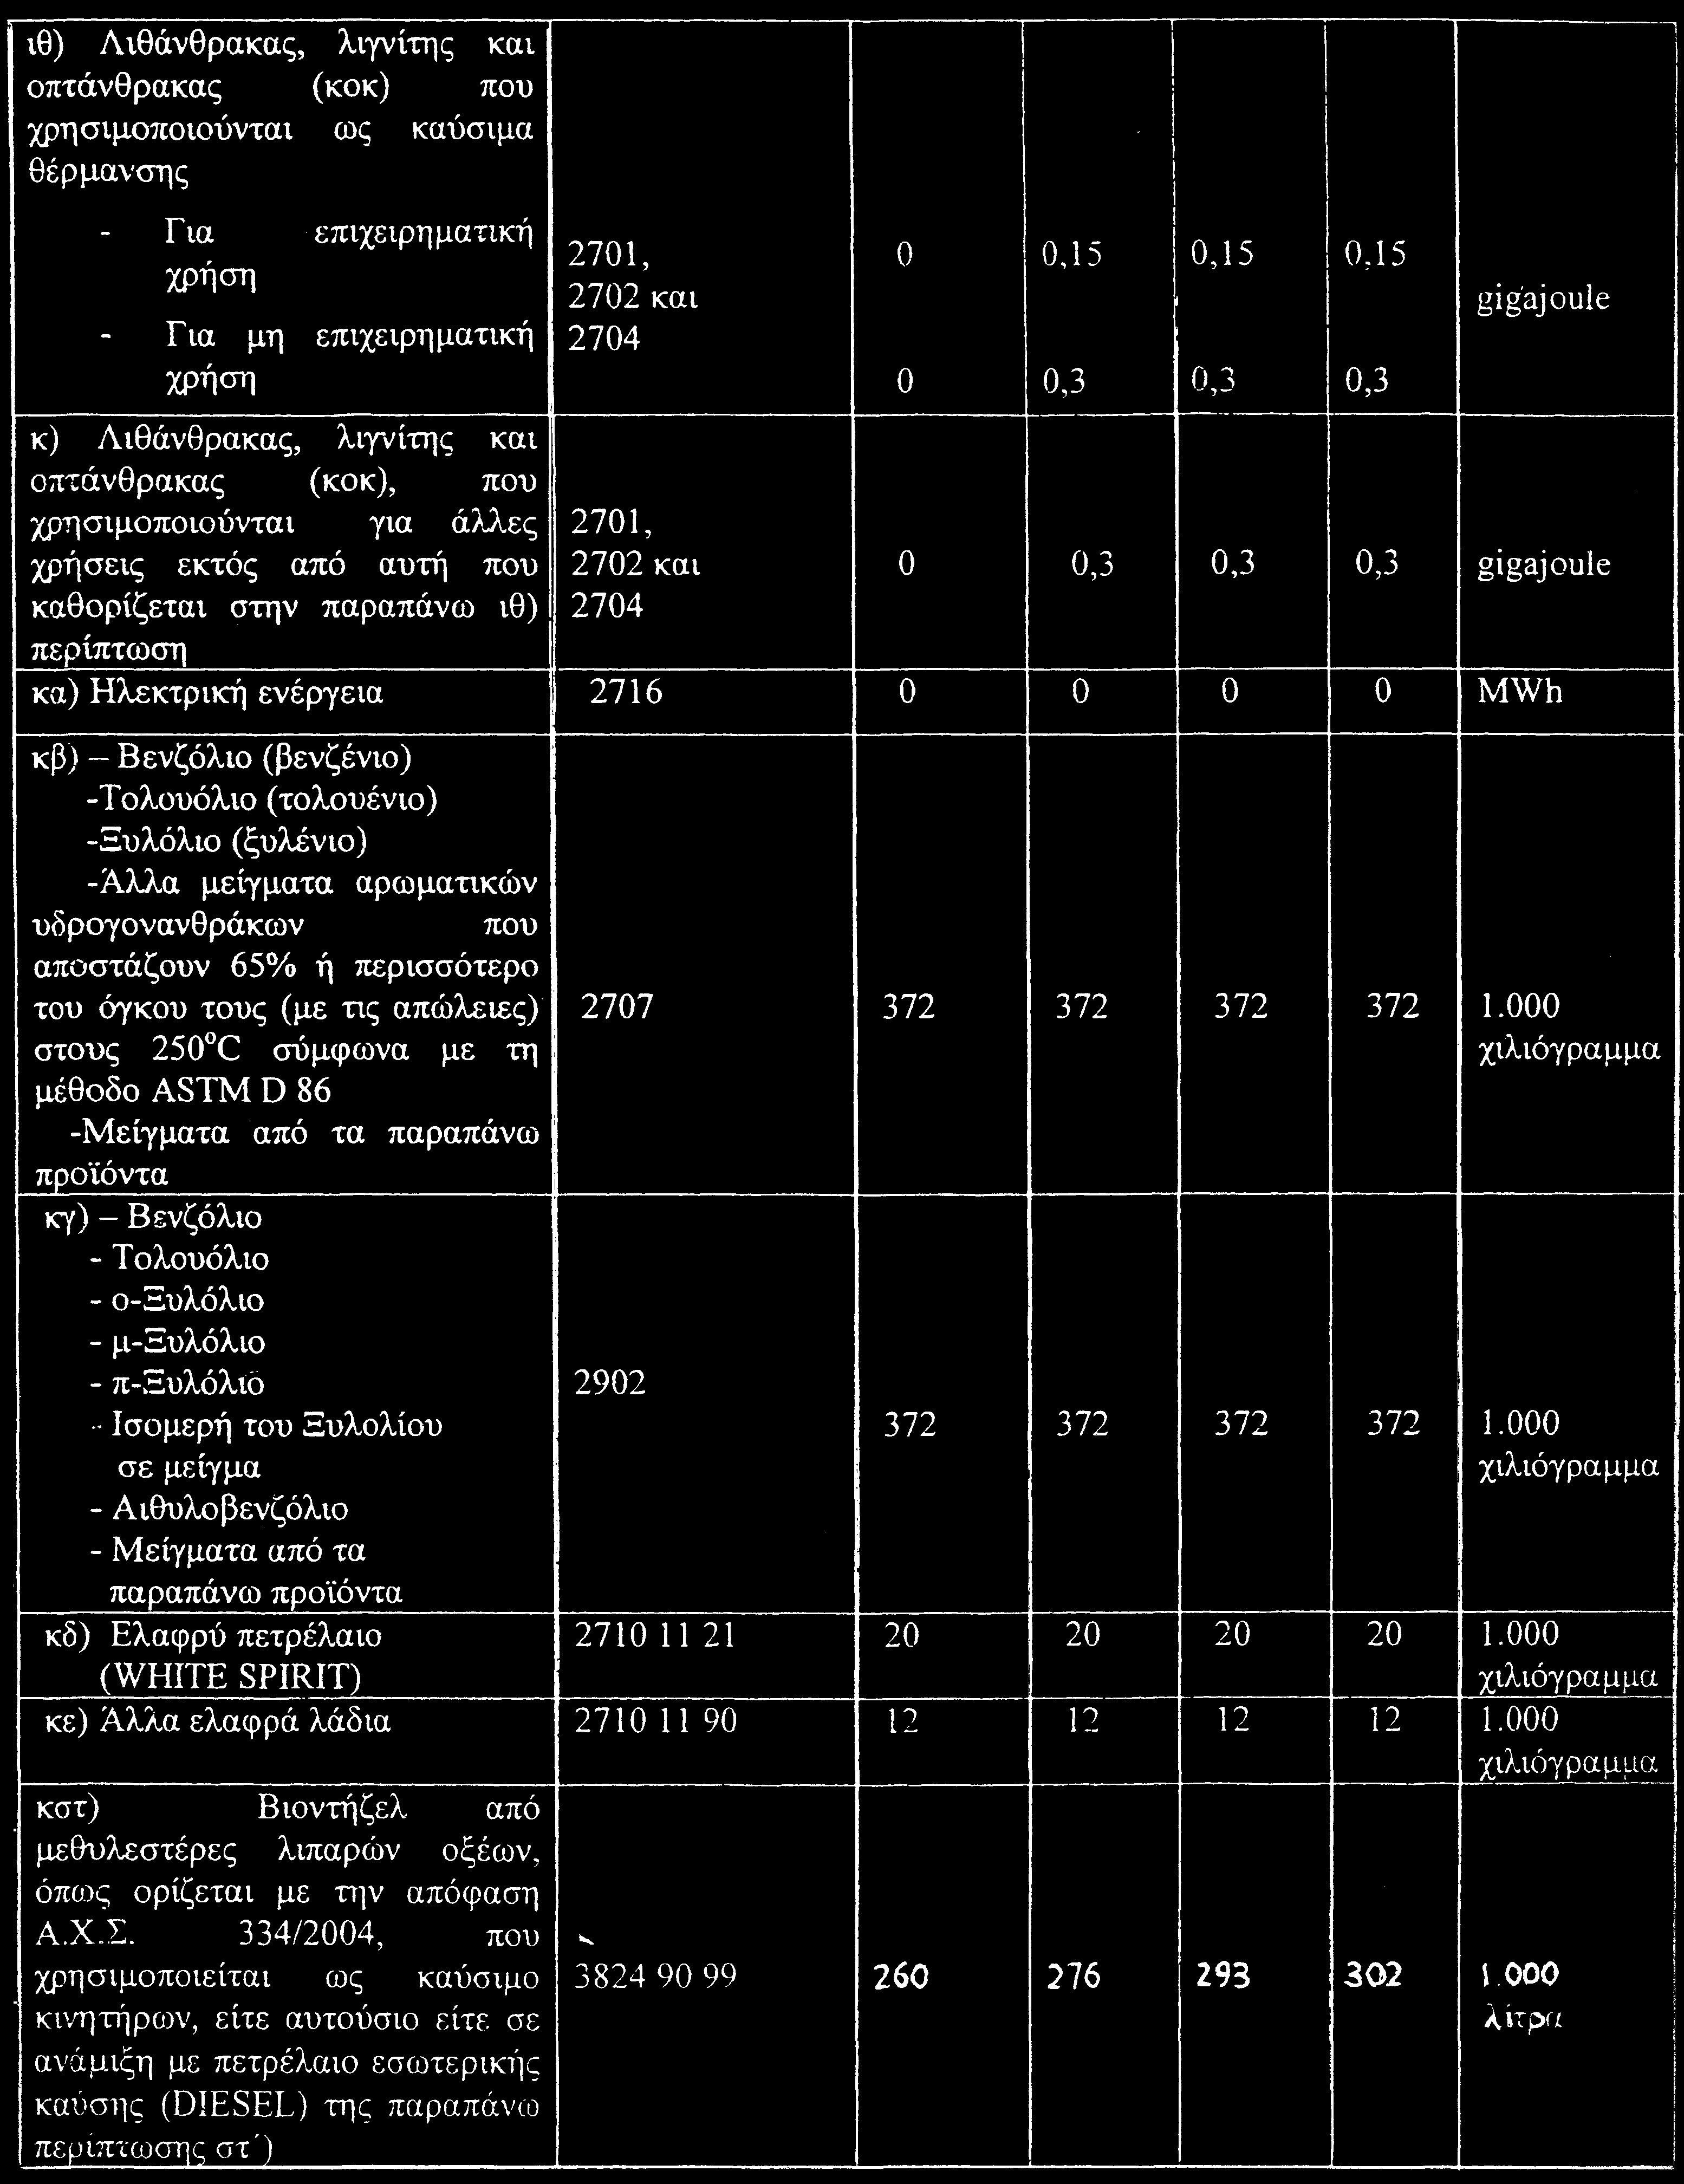 ιθ) Λιθάνθρακας, λιγνίτης και
οπτάνθρακας (κοκ) που
χρησιμοποιούνται ως καύσιμα
θέρμανσης
- Για επιχειρηματική
χρήση
- Για μη επιχειρηματική
χρήση
2701,
2702 και
2704
0 0,15 0,15 0,15
0 0,3 0,3 0,3
gigajoule
κ) Λιθάνθρακας, λιγνίτης και
οπτάνθρακας (κοκ), που
χρησιμοποιούνται για άλλες
χρήσεις εκτός από αυτή που
καθορίζεται στην παραπάνω ιθ)
περίπτωση
2701,
2702 και
2704
0 0,3 0,3 0,3 gigajoule
κα) Ηλεκτρική ενέργεια 2716 0 0 0 0 MWh
κβ) – Βενζόλιο (βενζένιο)
-Τολουόλιο (τολουένιο)
-Ξυλόλιο (ξυλένιο)
-Άλλα μείγματα αρωματικών
υδρογονανθράκων που
αποστάζουν 65% ή περισσότερο
του όγκου τους (με τις απώλειες)
στους 250°C σύμφωνα με τη
μέθοδο ASTM D 86
-Μείγματα από τα παραπάνω
προϊόντα
2707 372 372 372 372 1.000
χιλιόγραμμα
κγ) – Βενζόλιο
- Τολουόλιο
- ο-Ξυλόλιο
- μ-Ξυλόλιο
- π-Ξυλόλιο
- Ισομερή του Ξυλολίου
σε μείγμα
- Αιθυλοβενζόλιο
- Μείγματα από τα
παραπάνω προϊόντα
2902
372 372 372 372 1.000
χιλιόγραμμα
κδ) Ελαφρύ πετρέλαιο 2710 11 21 20 20 20 20 1.000
(WHITE SPIRIT) χιλιόγραμμα
κε) Άλλα ελαφρά λάδια 2710 11 90 12 12 12 12 1.000
χιλιόγραμμα
κστ) Βιοντήζελ από
μεθυλεστέρες λιπαρών οξέων,
όπως ορίζεται με την απόφαση
Α.Χ.Σ. 334/2004, που
χρησιμοποιείται ως καύσιμο
κινητήρων, είτε αυτούσιο είτε σε
ανάμιξη με πετρέλαιο εσωτερικής
καύσης (DIESEL) της παραπάνω
περίπτωσης στ΄)
3824 90 99 260 276 293 302 1.000
λίτρα